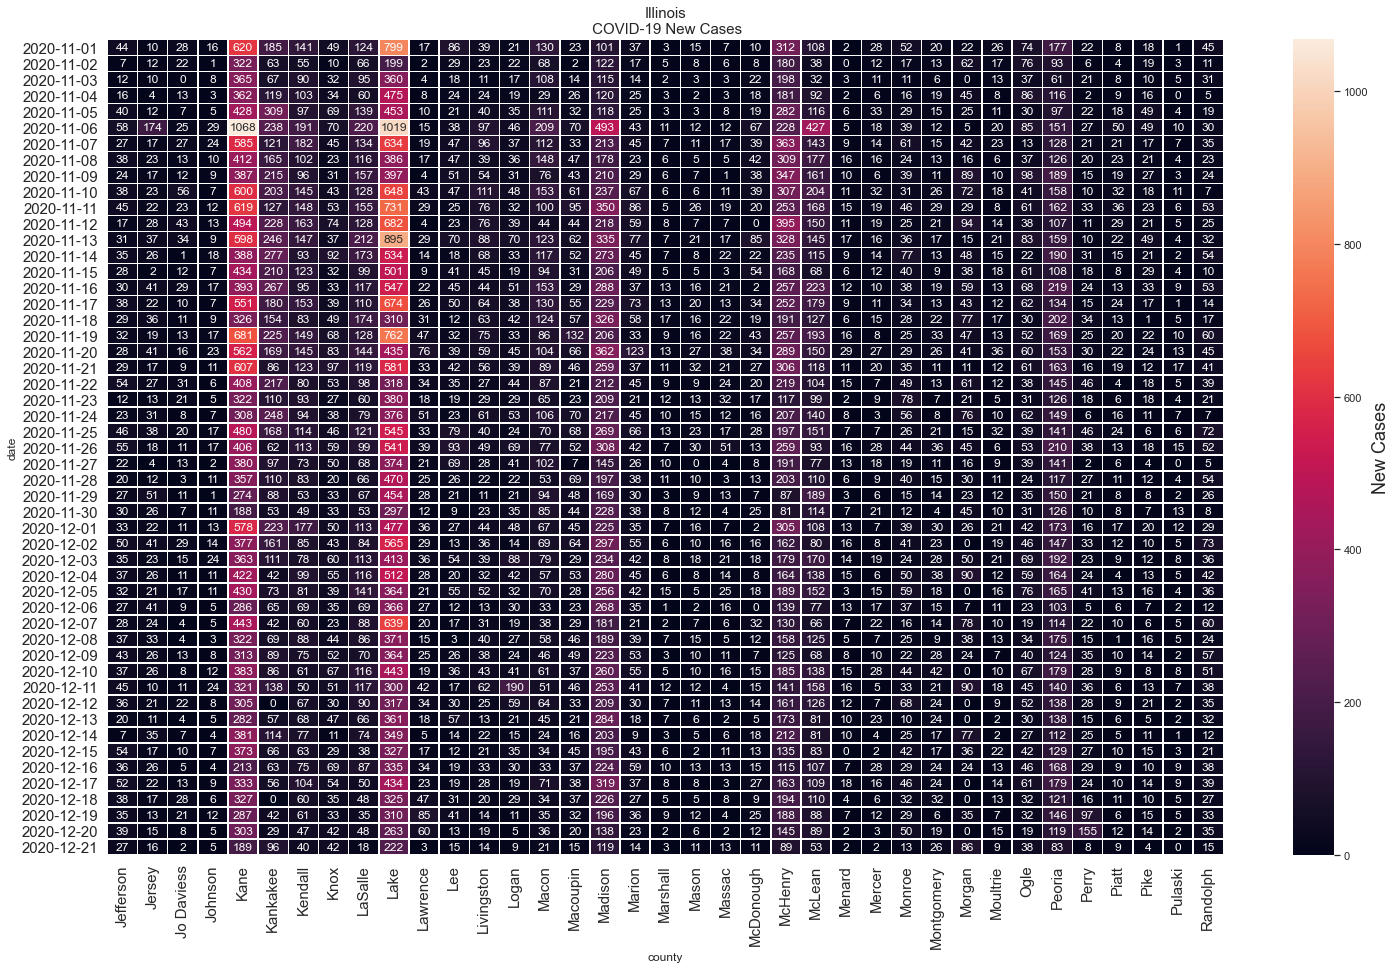 Illinois
COVID-19 New Cases
2020-11-01 44 10 28 16 620 185 141 49 124 799 17 86 39 21 130 23 101 37 3 15 7 10 312 108 2 28 52 20 22 26 74 177 22 8 18 1 45
2020-11-02 7 12 22 1 322 63 55 10 66 199 2 29 23 22 68 2 122 17 5 8 6 8 180 38 0 12 17 13 62 17 76 93 6 4 19 3 11
2020-11-03 12 10 0 8 365 67 90 32 95 360 4 18 11 17 108 14 115 14 2 3 3 22 198 32 3 11 11 6 0 13 37 61 21 8 10 5 31
2020-11-04 16 4 13 3 362 119 103 34 60 475 8 24 24 19 29 26 120 25 3 2 3 18 181 92 2 6 16 19 45 8 86 116 2 9 16 0 5
2020-11-05 40 12 7 5 428 309 97 69 139 453 10 21 40 35 111 32 118 25 3 3 8 19 282 116 6 33 29 15 25 11 30 97 22 18 49 4 19
2020-11-06 58 174 25 29 1068 238 191 70 220 1019 15 38 97 46 209 70 493 43 11 12 12 67 228 427 5 18 39 12 5 20 85 151 27 50 49 10 30
2020-11-07 27 17 27 24 585 121 182 45 134 634 19 47 96 37 112 33 213 45 7 11 17 39 363 143 9 14 61 15 42 23 13 128 21 21 17 7 35
2020-11-08 38 23 13 10 412 165 102 23 116 386 17 47 39 36 148 47 178 23 6 5 5 42 309 177 16 16 24 13 16 6 37 126 20 23 21 4 23
2020-11-09 24 17 12 9 387 215 96 31 157 397 4 51 54 31 76 43 210 29 6 7 1 38 347 161 10 6 39 11 89 10 98 189 15 19 27 3 24
2020-11-10 38 23 56 7 600 203 145 43 128 648 43 47 111 48 153 61 237 67 6 6 11 39 307 204 11 32 31 26 72 18 41 158 10 32 18 11 7
2020-11-11 45 22 23 12 619 127 148 53 155 731 29 25 76 32 100 95 350 86 5 26 19 20 253 168 15 19 46 29 29 8 61 162 33 36 23 6 53
2020-11-12 17 28 43 13 494 228 163 74 128 682 4 23 76 39 44 44 218 59 8 7 7 0 395 150 11 19 25 21 94 14 38 107 11 29 21 5 25
2020-11-13 31 37 34 9 598 246 147 37 212 895 29 70 88 70 123 62 335 77 7 21 17 85 328 145 17 16 36 17 15 21 83 159 10 22 49 4 32
2020-11-14 35 26 1 18 388 277 93 92 173 534 14 18 68 33 117 52 273 45 7 8 22 22 235 115 9 14 77 13 48 15 22 190 31 15 21 2 54
2020-11-15 28 2 12 7 434 210 123 32 99 501 9 41 45 19 94 31 206 49 5 5 3 54 168 68 6 12 40 9 38 18 61 108 18 8 29 4 10
2020-11-16 30 41 29 17 393 267 95 33 117 547 22 45 44 51 153 29 288 37 13 16 21 2 257 223 12 10 38 19 59 13 68 219 24 13 33 9 53
2020-11-17 38 22 10 7 551 180 153 39 110 674 26 50 64 38 130 55 229 73 13 20 13 34 252 179 9 11 34 13 43 12 62 134 15 24 17 1 14
2020-11-18 29 36 11 9 326 154 83 49 174 310 31 12 63 42 124 57 326 58 17 16 22 19 191 127 6 15 28 22 77 17 30 202 34 13 1 5 17
2020-11-19 32 19 13 17 681 225 149 68 128 762 47 32 75 33 86 132 206 33 9 16 22 43 257 193 16 8 25 33 47 13 52 169 25 20 22 10 60
2020-11-20 28 41 16 23 562 169 145 83 144 435 76 39 59 45 104 66 362 123 13 27 38 34 289 150 29 27 29 26 41 36 60 153 30 22 24 13 45
2020-11-21 29 17 9 11 607 86 123 97 119 581 33 42 56 39 89 46 259 37 11 32 21 27 306 118 11 20 35 11 11 12 61 163 16 19 12 17 41
2020-11-22 54 27 31 6 408 217 80 53 98 318 34 35 27 44 87 21 212 45 9 9 24 20 219 104 15 7 49 13 61 12 38 145 46 4 18 5 39
2020-11-23 12 13 21 5 322 110 93 27 60 380 18 19 29 29 65 23 209 21 12 13 32 17 117 99 2 9 78 7 21 5 31 126 18 6 18 4 21
2020-11-24 23 31 8 7 308 248 94 38 79 376 51 23 61 53 106 70 217 45 10 15 12 16 207 140 8 3 56 8 76 10 62 149 6 16 11 7 7
2020-11-25 46 38 20 17 480 168 114 46 121 545 33 79 40 24 70 68 269 66 13 23 17 28 197 151 7 7 26 21 15 32 39 141 46 24 6 6 72
2020-11-26 55 18 11 17 406 62 113 59 99 541 39 93 49 69 77 52 308 42 7 30 51 13 259 93 16 28 44 36 45 6 53 210 38 13 18 15 52
2020-11-27 22 4 13 2 380 97 73 50 68 374 21 69 28 41 102 7 145 26 10 0 4 8 191 77 13 18 19 11 16 9 39 141 2 6 4 0 5
2020-11-28 20 12 3 11 357 110 83 20 66 470 25 26 22 22 53 69 197 38 11 10 3 13 203 110 6 9 40 15 30 11 24 117 27 11 12 4 54
2020-11-29 27 51 11 1 274 88 53 33 67 454 28 21 11 21 94 48 169 30 3 9 13 7 87 189 3 6 15 14 23 12 35 150 21 8 8 2 26
2020-11-30 30 26 7 11 188 53 49 33 53 297 12 9 23 35 85 44 228 38 8 12 4 25 81 114 7 21 12 4 45 10 31 126 10 8 7 13 8
2020-12-01 33 22 11 13 578 223 177 50 113 477 36 27 44 48 67 45 225 35 7 16 7 2 305 108 13 7 39 30 26 21 42 173 16 17 20 12 29
2020-12-02 50 41 29 14 377 161 85 43 84 565 29 13 36 14 69 64 297 55 6 10 16 16 162 80 16 8 41 23 0 19 46 147 33 12 10 5 73
2020-12-03 35 23 15 24 363 111 78 60 113 413 36 54 39 88 79 29 234 42 8 18 21 18 179 170 14 19 24 28 50 21 69 192 23 9 12 8 36
2020-12-04 37 26 11 11 422 42 99 55 116 512 28 20 32 42 57 53 280 45 6 8 14 8 164 138 15 6 50 38 90 12 59 164 24 4 13 5 42
2020-12-05 32 21 17 11 430 73 81 39 141 364 21 55 52 32 70 28 256 42 15 5 25 18 189 152 3 15 59 18 0 16 76 165 41 13 16 4 36
2020-12-06 27 41 9 5 286 65 69 35 69 366 27 12 13 30 33 23 268 35 1 2 16 0 139 77 13 17 37 15 7 11 23 103 5 6 7 2 12
2020-12-07 28 24 4 5 443 42 60 23 88 639 20 17 31 19 38 29 181 21 2 7 6 32 130 66 7 22 16 14 78 10 19 114 22 10 6 5 60
2020-12-08 37 33 4 3 322 69 88 44 86 371 15 3 40 27 58 46 189 39 7 15 5 12 158 125 5 7 25 9 38 13 34 175 15 1 16 5 24
2020-12-09 43 26 13 8 313 89 75 52 70 364 25 26 38 24 46 49 223 53 3 10 11 7 125 68 8 10 22 28 24 7 40 124 35 10 14 2 57
2020-12-10 37 26 8 12 383 86 61 67 116 443 19 36 43 41 61 37 260 55 5 10 16 15 185 138 15 28 44 42 0 10 67 179 28 9 8 8 51
2020-12-11 45 10 11 24 321 138 50 51 117 300 42 17 62 190 51 46 253 41 12 12 4 15 141 158 16 5 33 21 90 18 45 140 36 6 13 7 38
2020-12-12 36 21 22 8 305 0 67 30 90 317 34 30 25 59 64 33 209 30 7 11 13 14 161 126 12 7 68 24 0 9 52 138 28 9 21 2 35
2020-12-13 20 11 4 5 282 57 68 47 66 361 18 57 13 21 45 21 284 18 7 6 2 5 173 81 10 23 10 24 0 2 30 138 15 6 5 2 32
2020-12-14 7 35 7 4 381 114 77 11 74 349 5 14 22 15 24 16 203 9 3 5 6 18 212 81 10 4 25 17 77 2 27 112 25 5 11 1 12
2020-12-15 54 17 10 7 373 66 63 29 38 327 17 12 21 35 34 45 195 43 6 2 11 13 135 83 0 2 42 17 36 22 42 129 27 10 15 3 21
2020-12-16 36 26 5 4 213 63 75 69 87 335 34 19 33 30 33 37 224 59 10 13 13 15 115 107 7 28 29 24 24 13 46 168 29 9 10 9 38
2020-12-17 52 22 13 9 333 56 104 54 50 434 23 19 28 19 71 38 319 37 8 8 3 27 163 109 18 16 46 24 0 14 61 179 24 10 14 9 39
2020-12-18 38 17 28 6 327 0 60 35 48 325 47 31 20 29 34 37 226 27 5 5 8 9 194 110 4 6 32 32 0 13 32 121 16 11 10 5 27
2020-12-19 35 13 21 12 287 42 61 33 35 310 85 41 14 11 35 32 196 36 9 12 4 25 188 88 7 12 29 6 35 7 32 146 97 6 15 5 33
2020-12-20 39 15 8 5 303 29 47 42 48 263 60 13 19 5 36 20 138 23 2 6 2 12 145 89 2 3 50 19 0 15 19 119 155 12 14 2 35
2020-12-21 27 16 2 5 189 96 40 42 18 222 3 15 14 9 21 15 119 14 3 11 13 11 89 53 2 2 13 26 86 9 38 83 8 9 4 0 15
Jefferson Jersey Jo Daviess Johnson Kane Kankakee Kendall Knox LaSalle Lake Lawrence Lee Livingston Logan Macon Macoupin Madison Marion Marshall Mason Massac McDonough McHenry McLean Menard Mercer Monroe Montgomery Morgan Moultrie Ogle Peoria Perry Piatt Pike Pulaski Randolph
county
date
1000
800
600
400
200
0
New Cases